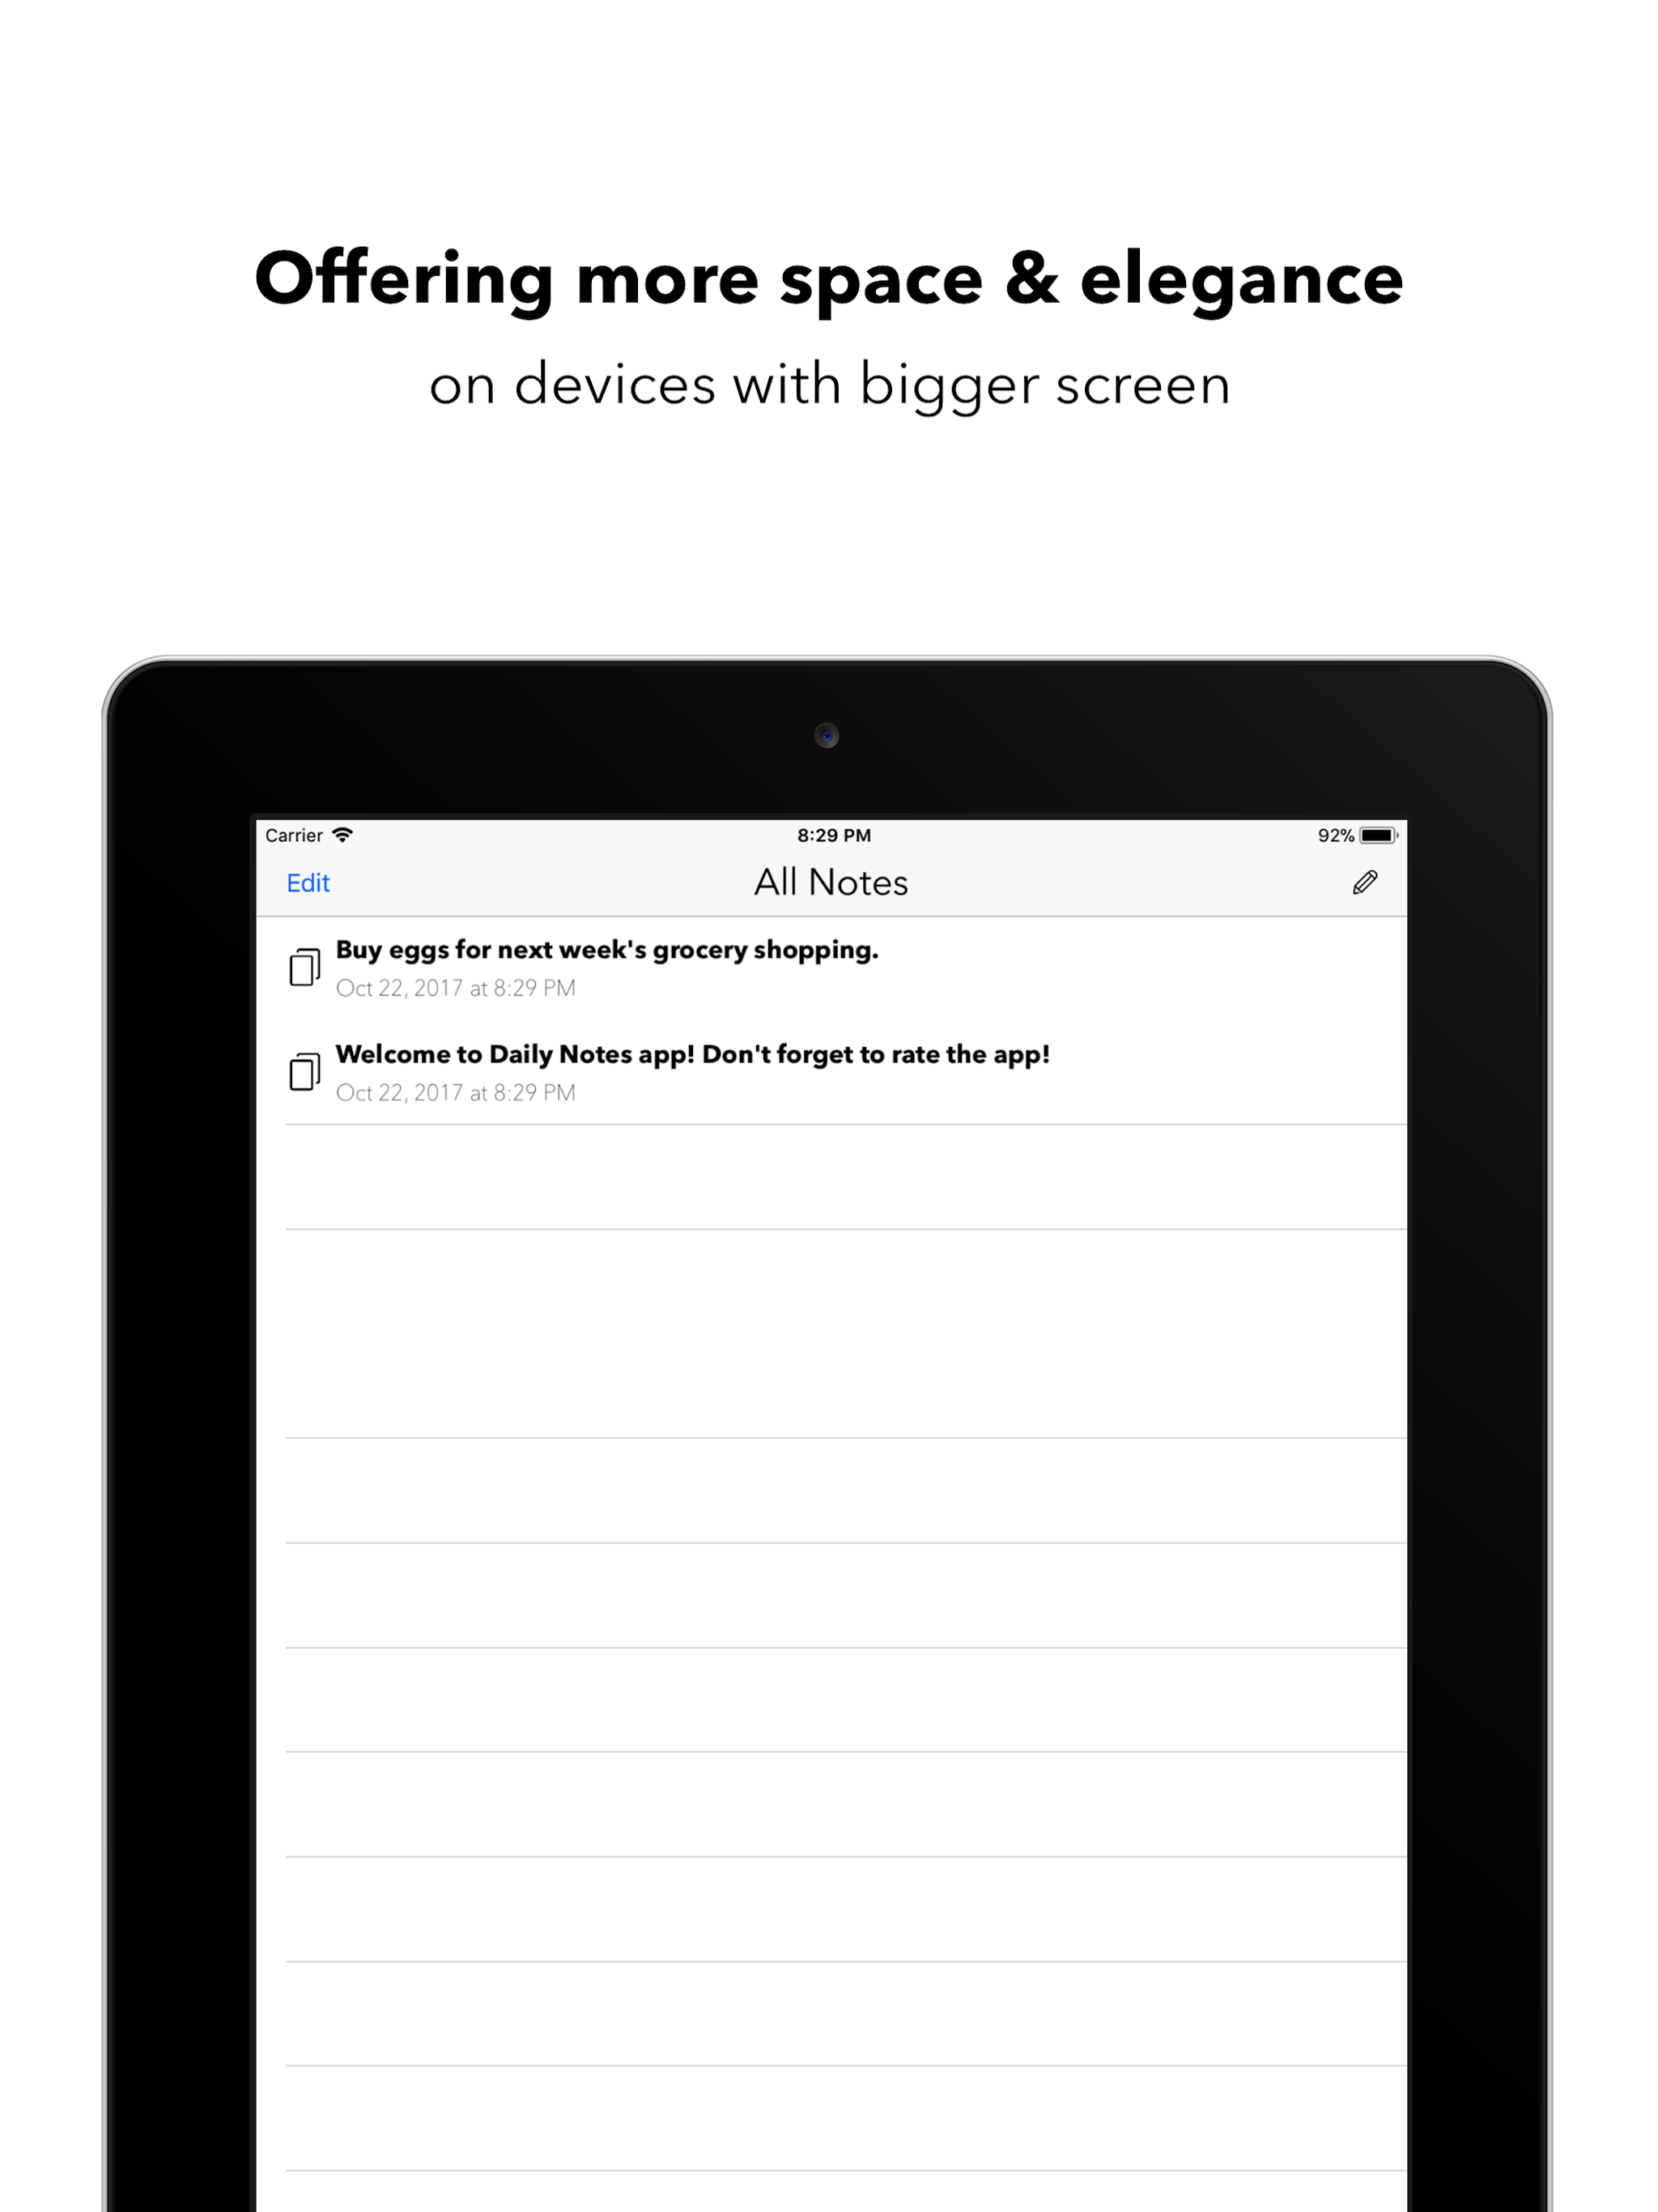 Offering more space & elegance
on devices with bigger screen
Carrier 8:29 PM 92%
Edit All Notes
Buy eggs for next week's grocery shopping.
Oct 22, 2017 at 8:29 PM
Welcome to Daily Notes app! Don't forget to rate the app!
Oct 22, 2017 at 8:29 PM